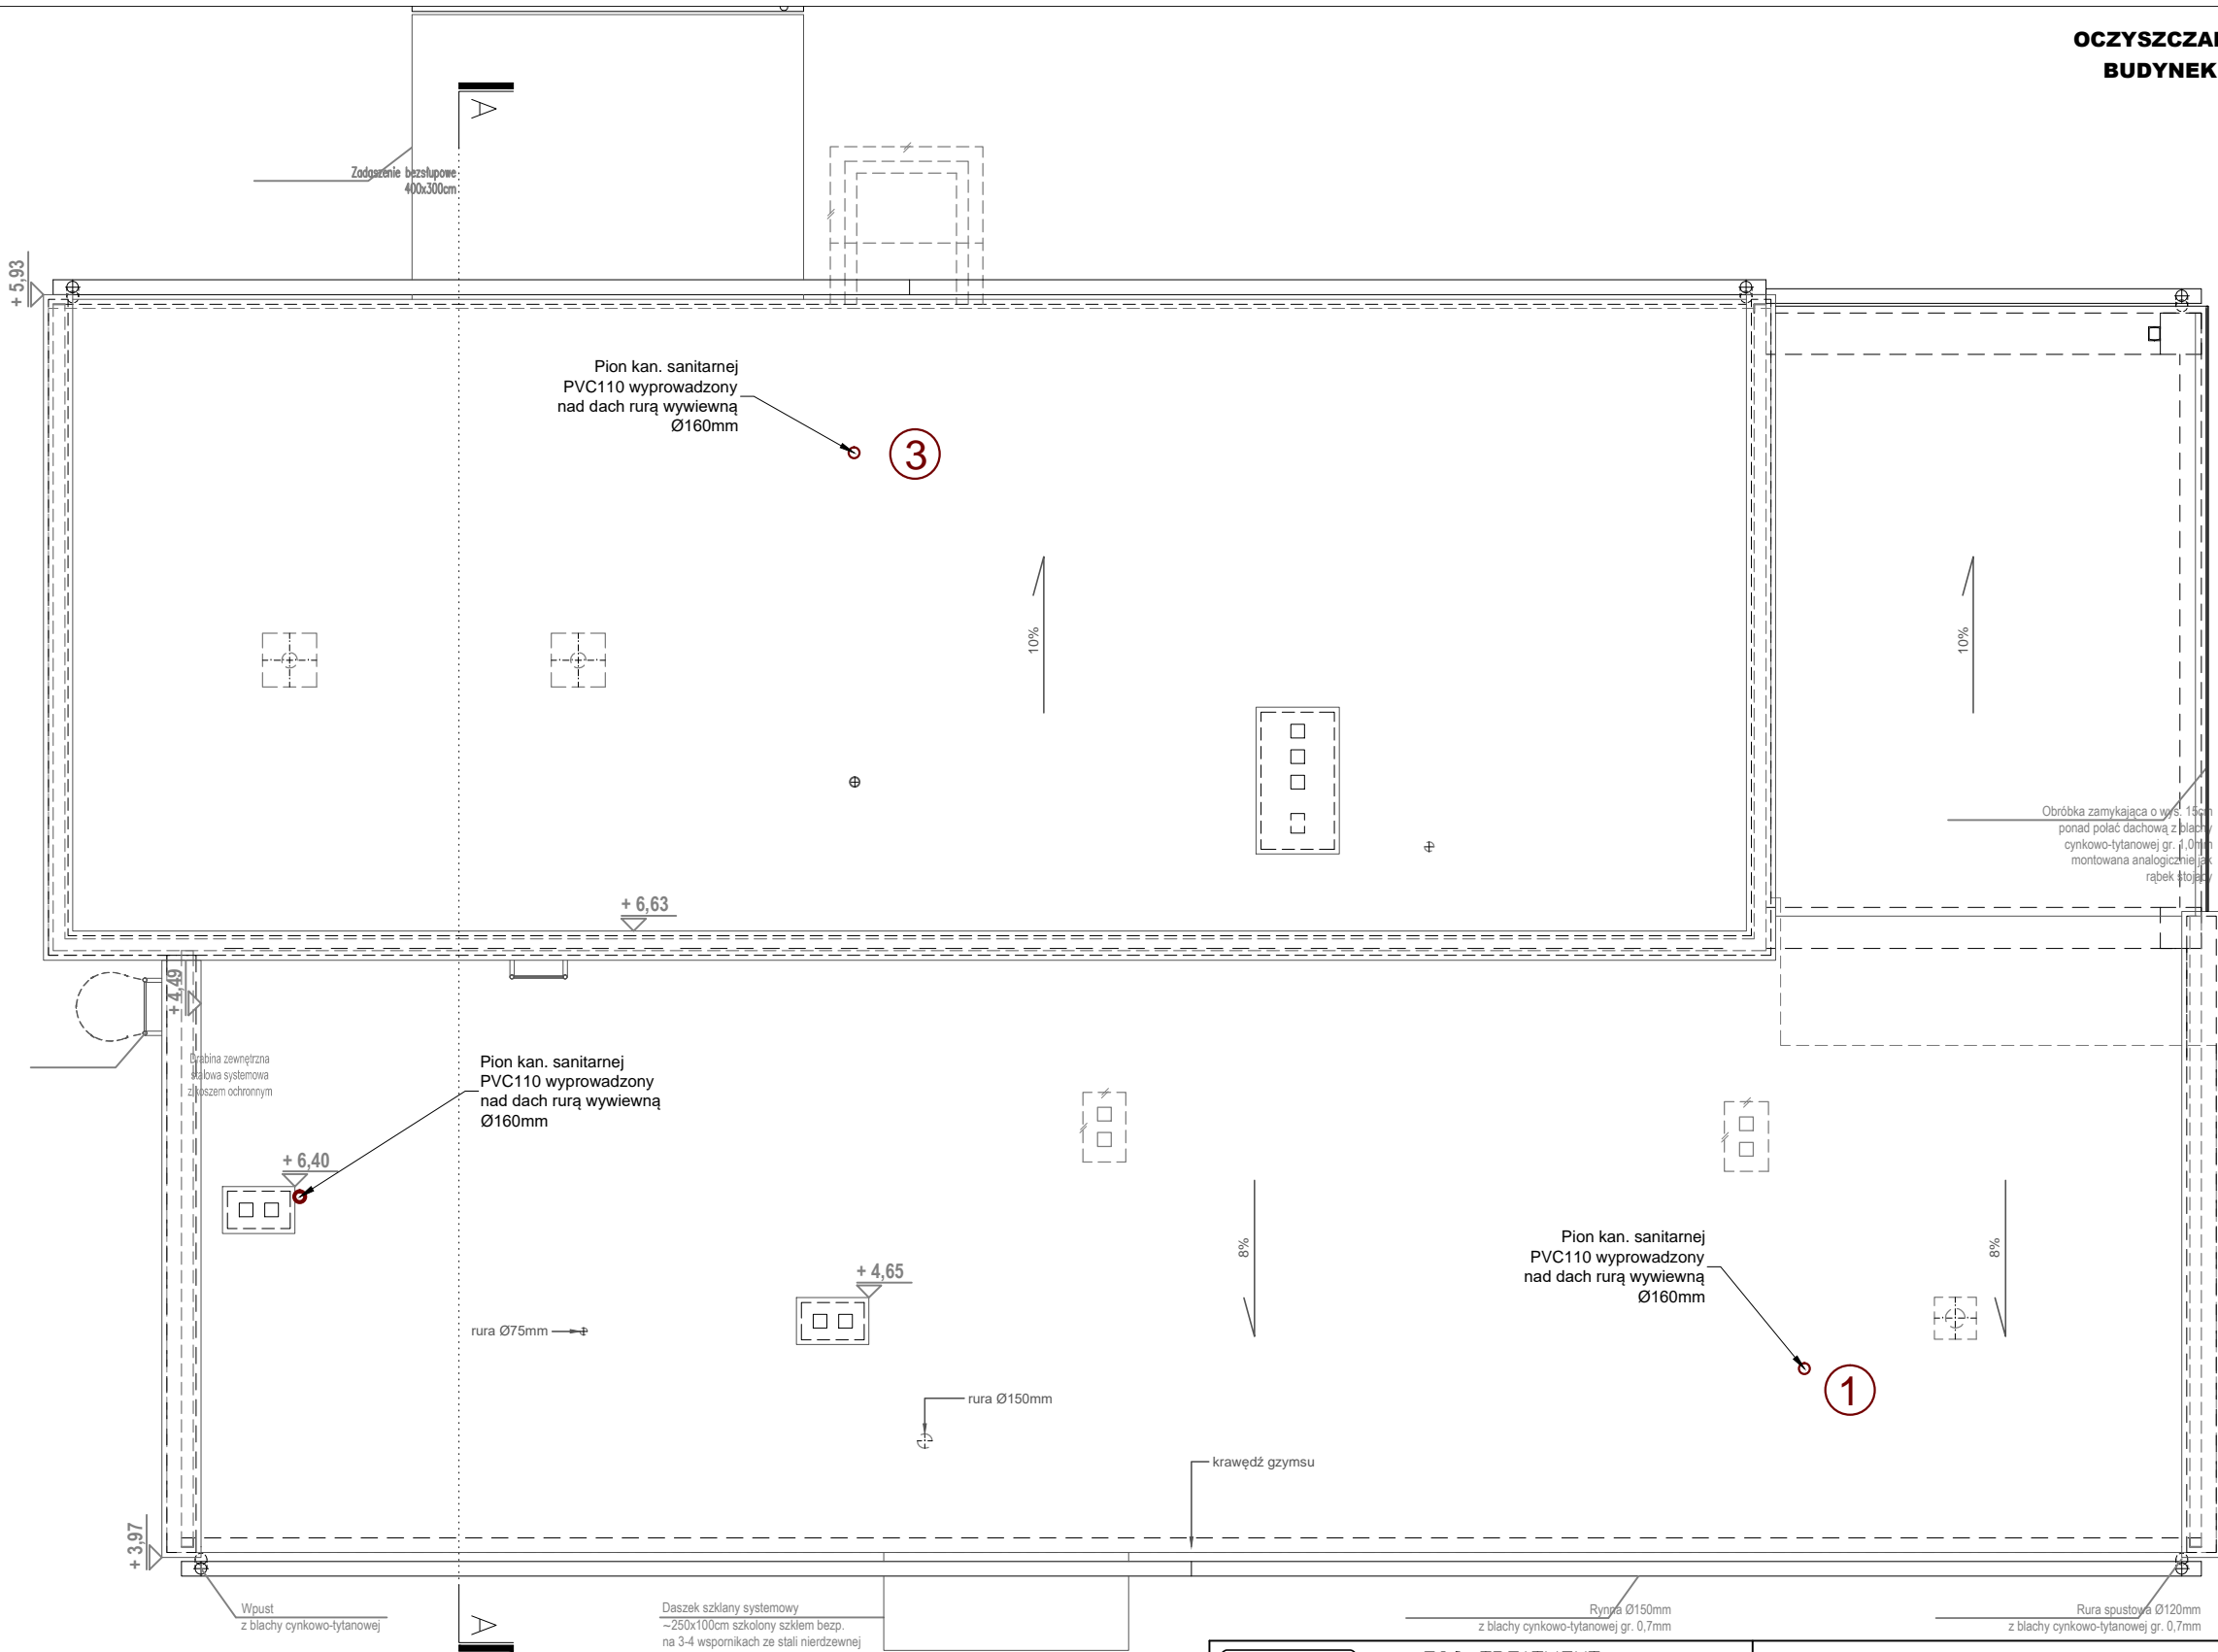 OCZYSZCZA
BUDYNEK
A
Zadaszenie bezsłupowe
400x300cm
+ 5,93
Pion kan. sanitarnej
PVC110 wyprowadzony
nad dach rurą wywiewną
Ø160mm
3
10%
10%
Obróbka zamykająca o wys. 15cm
ponad połać dachową z blachy
cynkowo-tytanowej gr. 1,0mm
montowana analogicznie jak
rąbek stojący
+ 6,63
+ 4,49
Drabina zewnętrzna
stalowa systemowa
z koszem ochronnym
Pion kan. sanitarnej
PVC110 wyprowadzony
nad dach rurą wywiewną
Ø160mm
+ 6,40
8%
8%
Pion kan. sanitarnej
PVC110 wyprowadzony
nad dach rurą wywiewną
Ø160mm
+ 4,65
rura Ø75mm
1
rura Ø150mm
krawędź gzymsu
+ 3,97
Wpust
z blachy cynkowo-tytanowej
A
Daszek szklany systemowy
~250x100cm szkolony szkłem bezp.
na 3-4 wspornikach ze stali nierdzewnej
Rynna Ø150mm
z blachy cynkowo-tytanowej gr. 0,7mm
Rura spustowa Ø120mm
z blachy cynkowo-tytanowej gr. 0,7mm